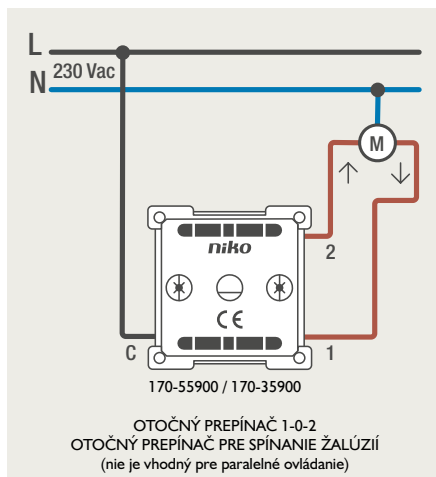 L
230 Vac
N
M
↑ ↓
niko
2
CE
C
1
170-55900 / 170-35900
OTOČNÝ PREPÍNAČ 1-0-2
OTOČNÝ PREPÍNAČ PRE SPÍNANIE ŽALÚZIÍ
(nie je vhodný pre paralelné ovládanie)